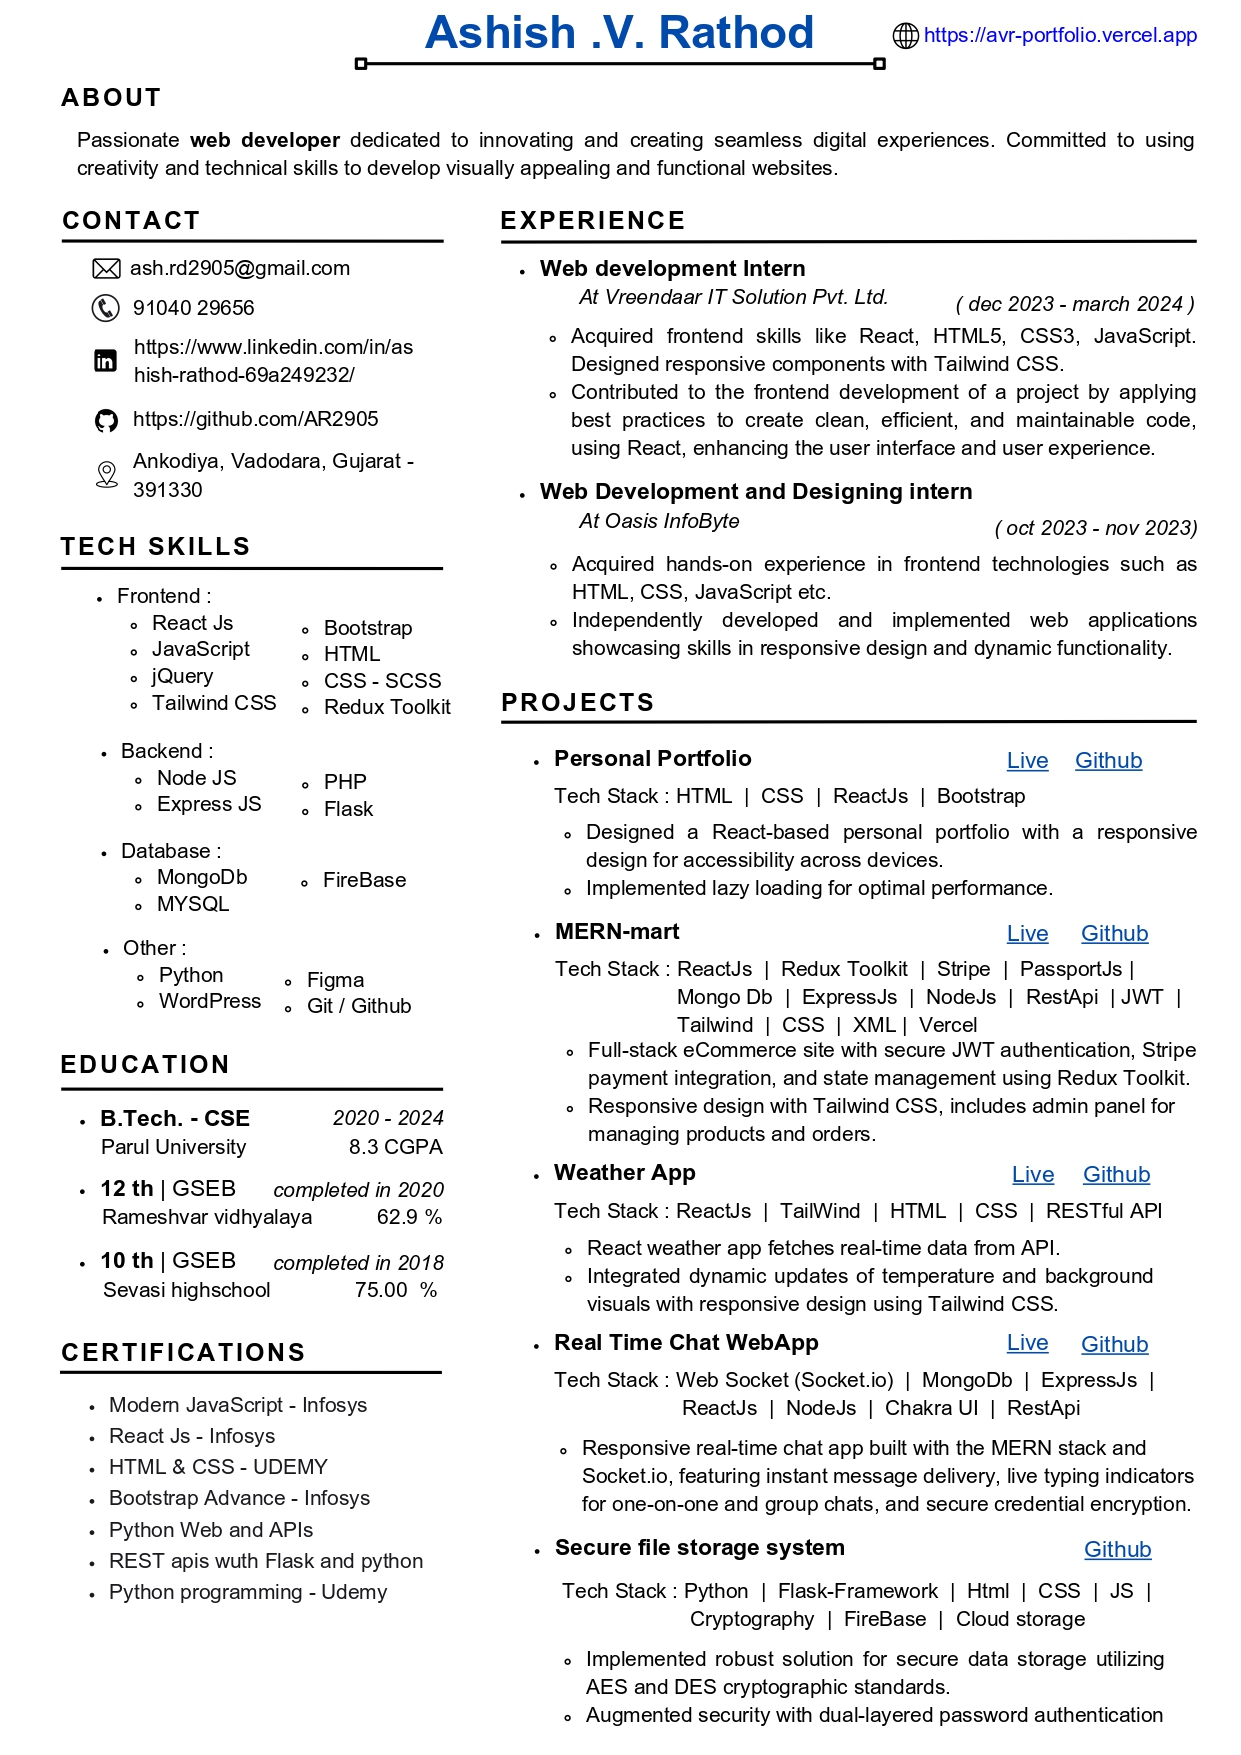 Ashish .V. Rathod
https://avr-portfolio.vercel.app
ABOUT
Passionate web developer dedicated to innovating and creating seamless digital experiences. Committed to using
creativity and technical skills to develop visually appealing and functional websites.
CONTACT
ash.rd2905@gmail.com
91040 29656
https://www.linkedin.com/in/as
hish-rathod-69a249232/
https://github.com/AR2905
Ankodiya, Vadodara, Gujarat -
391330
TECH SKILLS
• Frontend :
React Js
JavaScript
jQuery
Tailwind CSS
Bootstrap
HTML
CSS - SCSS
Redux Toolkit
• Backend :
Node JS
Express JS
PHP
Flask
• Database :
MongoDb
MYSQL
FireBase
• Other :
Python
WordPress
Figma
Git / Github
EDUCATION
• B.Tech. - CSE 2020 - 2024
Parul University 8.3 CGPA
• 12 th | GSEB completed in 2020
Rameshvar vidhyalaya 62.9 %
• 10 th | GSEB completed in 2018
Sevasi highschool 75.00 %
CERTIFICATIONS
• Modern JavaScript - Infosys
• React Js - Infosys
• HTML & CSS - UDEMY
• Bootstrap Advance - Infosys
• Python Web and APIs
• REST apis wuth Flask and python
• Python programming - Udemy
EXPERIENCE
• Web development Intern
At Vreendaar IT Solution Pvt. Ltd. ( dec 2023 - march 2024 )
Acquired frontend skills like React, HTML5, CSS3, JavaScript.
Designed responsive components with Tailwind CSS.
Contributed to the frontend development of a project by applying
best practices to create clean, efficient, and maintainable code,
using React, enhancing the user interface and user experience.
• Web Development and Designing intern
At Oasis InfoByte ( oct 2023 - nov 2023)
Acquired hands-on experience in frontend technologies such as
HTML, CSS, JavaScript etc.
Independently developed and implemented web applications
showcasing skills in responsive design and dynamic functionality.
PROJECTS
• Personal Portfolio Live Github
Tech Stack : HTML | CSS | ReactJs | Bootstrap
Designed a React-based personal portfolio with a responsive
design for accessibility across devices.
Implemented lazy loading for optimal performance.
• MERN-mart Live Github
Tech Stack : ReactJs | Redux Toolkit | Stripe | PassportJs |
Mongo Db | ExpressJs | NodeJs | RestApi | JWT |
Tailwind | CSS | XML | Vercel
Full-stack eCommerce site with secure JWT authentication, Stripe
payment integration, and state management using Redux Toolkit.
Responsive design with Tailwind CSS, includes admin panel for
managing products and orders.
• Weather App Live Github
Tech Stack : ReactJs | TailWind | HTML | CSS | RESTful API
React weather app fetches real-time data from API.
Integrated dynamic updates of temperature and background
visuals with responsive design using Tailwind CSS.
• Real Time Chat WebApp Live Github
Tech Stack : Web Socket (Socket.io) | MongoDb | ExpressJs |
ReactJs | NodeJs | Chakra UI | RestApi
Responsive real-time chat app built with the MERN stack and
Socket.io, featuring instant message delivery, live typing indicators
for one-on-one and group chats, and secure credential encryption.
• Secure file storage system Github
Tech Stack : Python | Flask-Framework | Html | CSS | JS |
Cryptography | FireBase | Cloud storage
Implemented robust solution for secure data storage utilizing
AES and DES cryptographic standards.
Augmented security with dual-layered password authentication